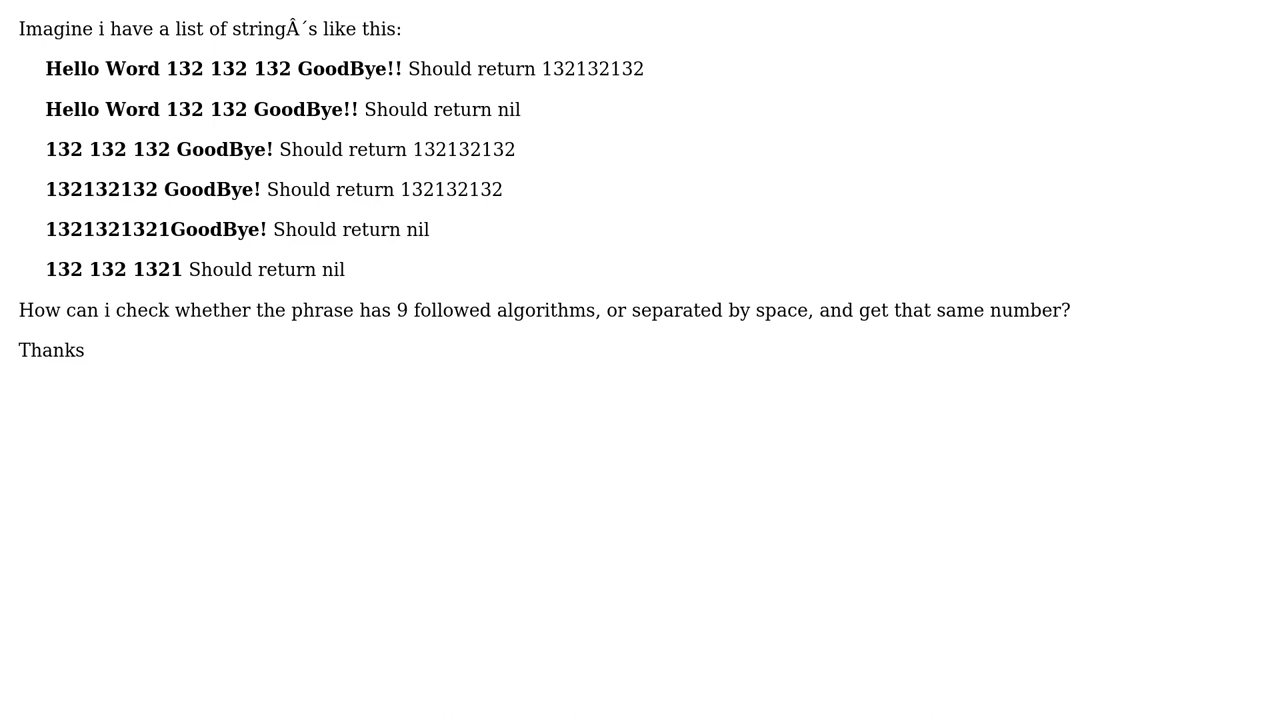 Imagine i have a list of stringÂ´s like this:
Hello Word 132 132 132 GoodBye!! Should return 132132132
Hello Word 132 132 GoodBye!! Should return nil
132 132 132 GoodBye! Should return 132132132
132132132 GoodBye! Should return 132132132
1321321321GoodBye! Should return nil
132 132 1321 Should return nil
How can i check whether the phrase has 9 followed algorithms, or separated by space, and get that same number?
Thanks